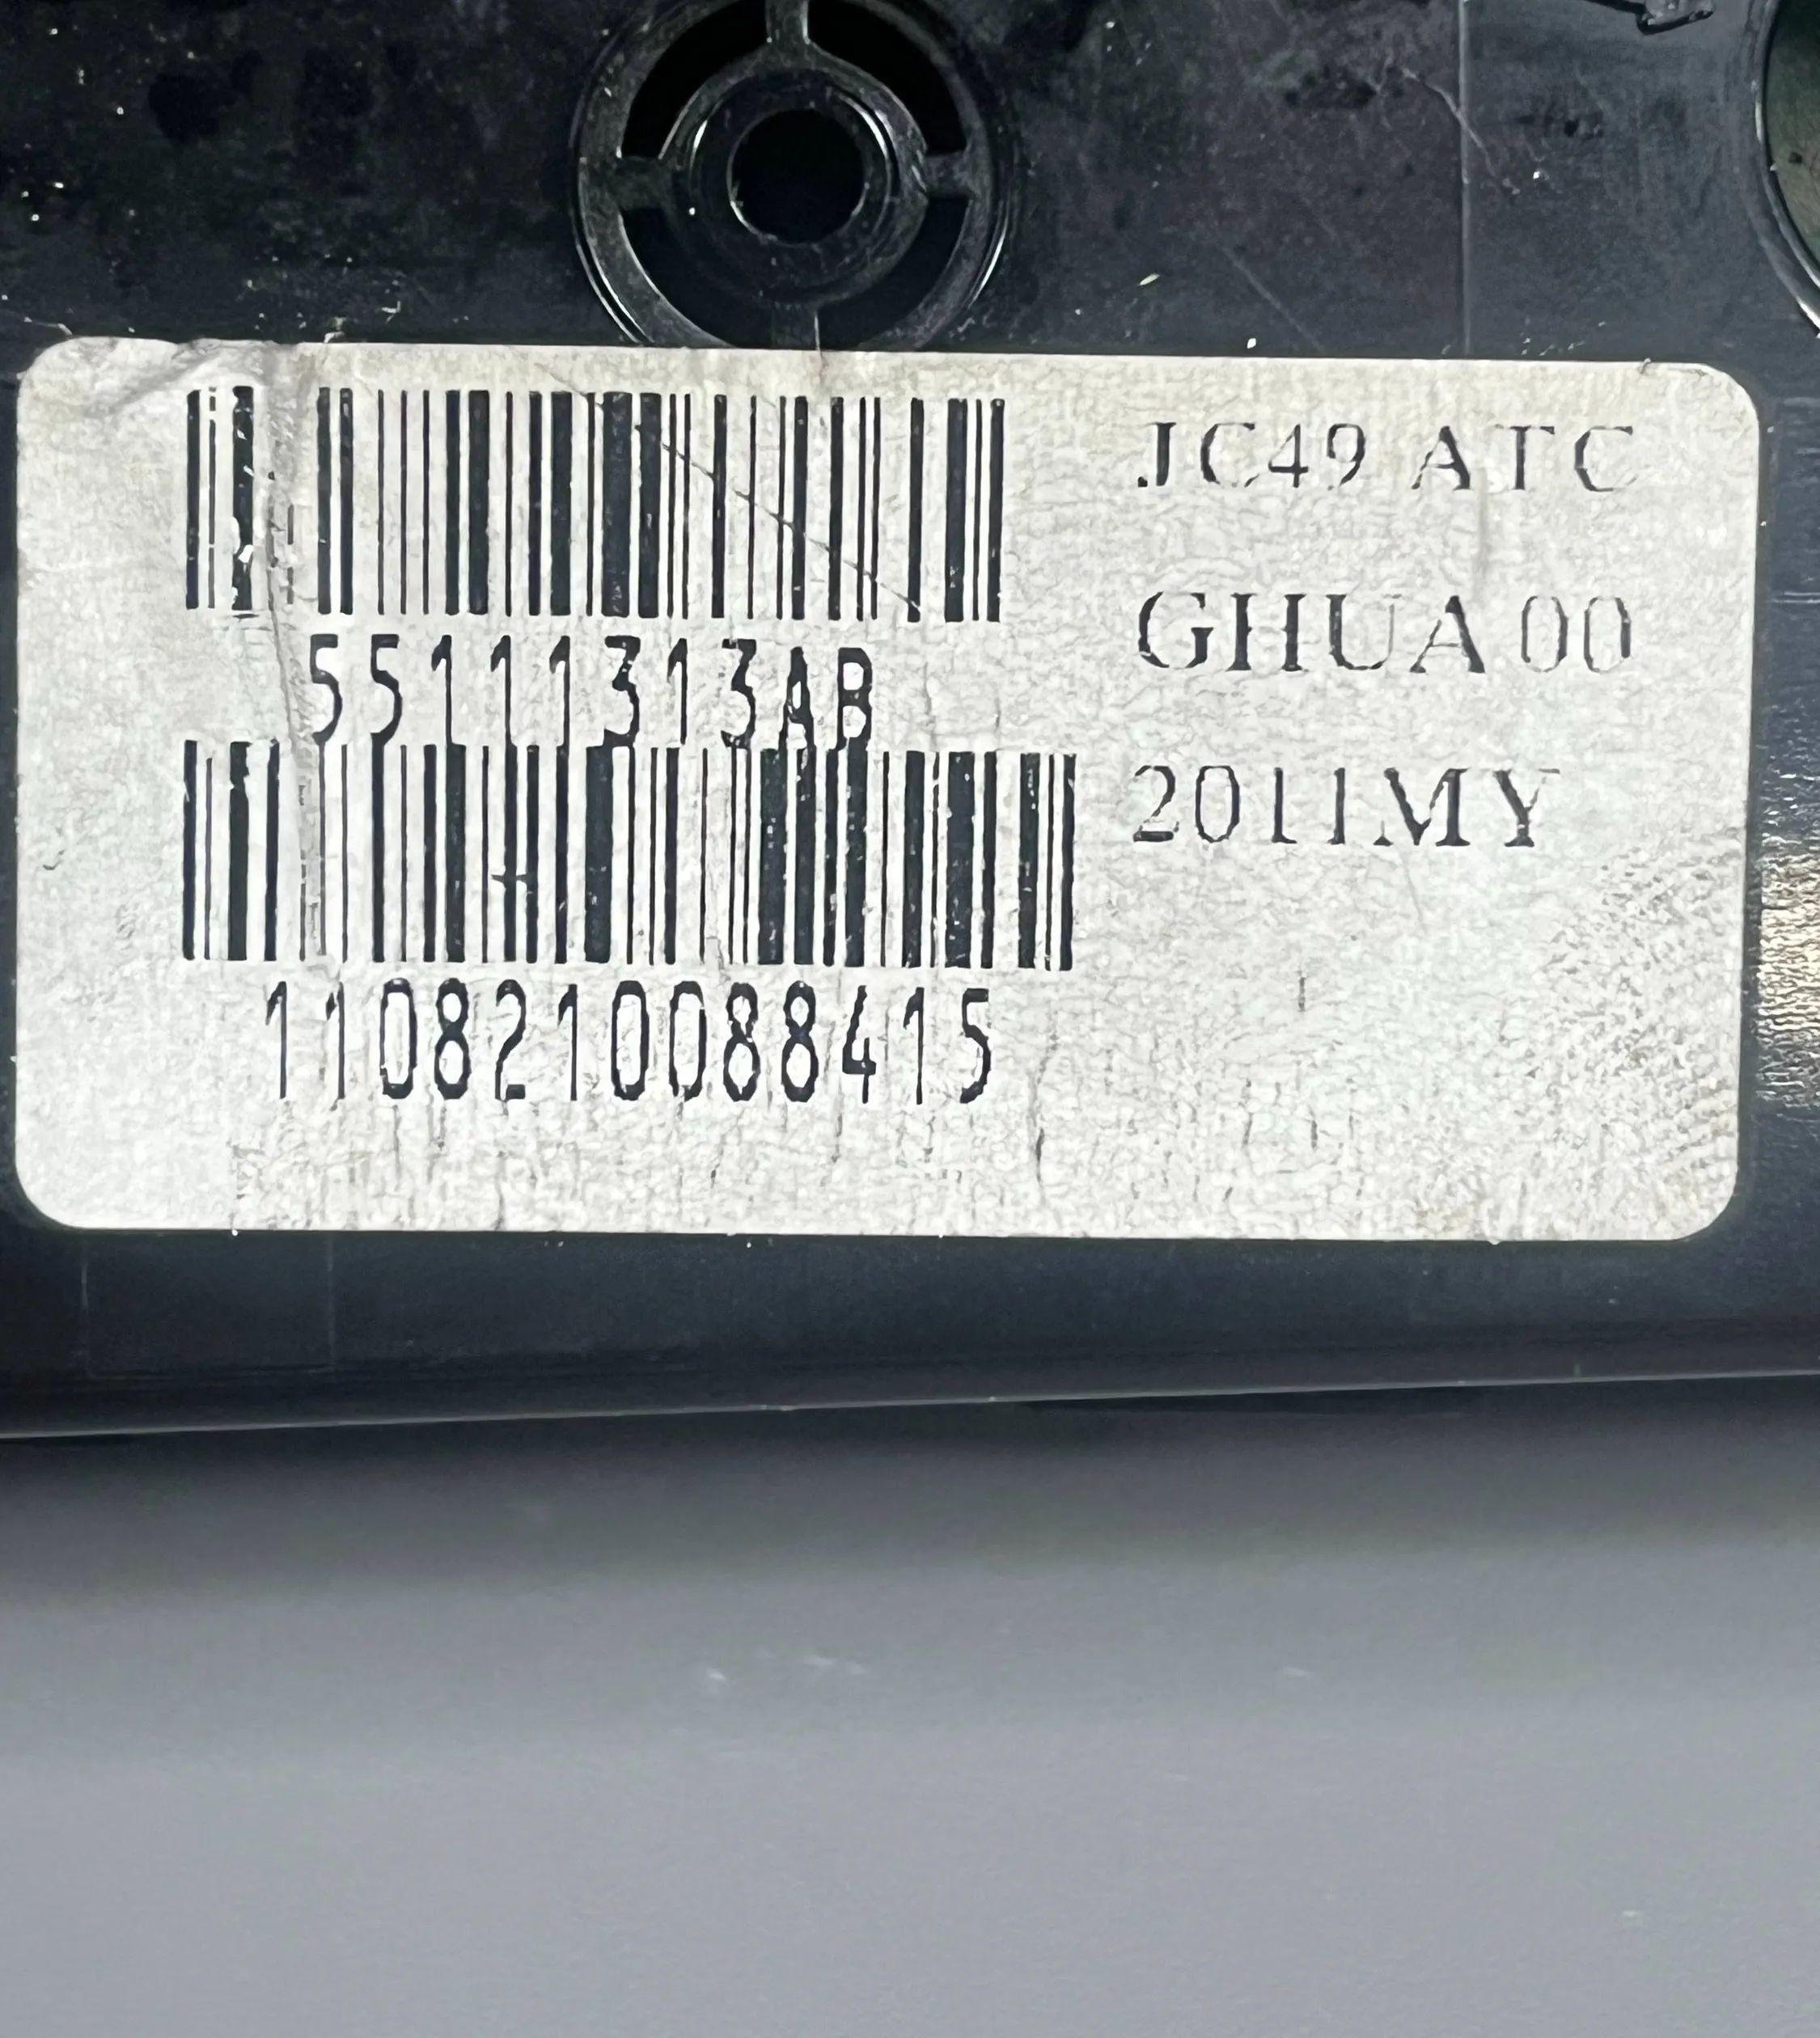 JC49 ATC
GHUA 00
55111313AB
2011MY
1108210088415